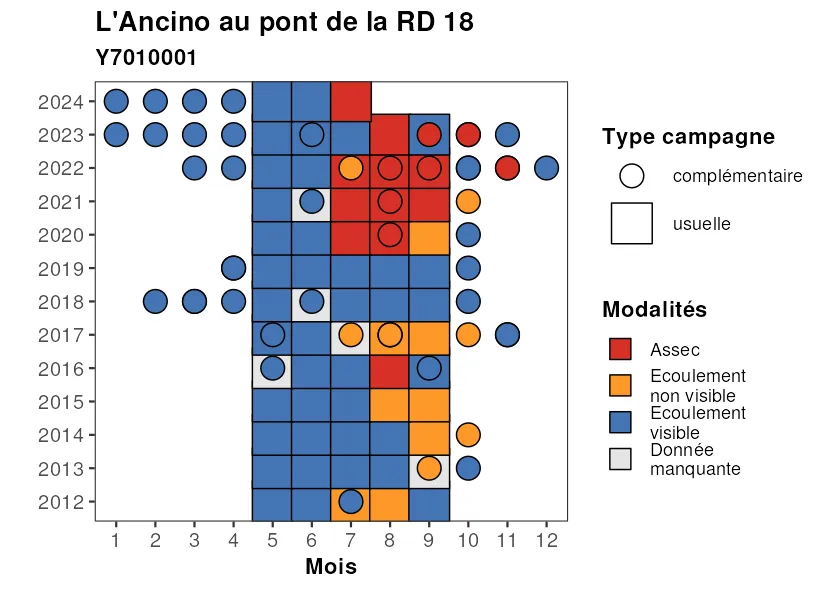 L'Ancino au pont de la RD 18
Y7010001
2024
2023
2022
2021
2020
2019
2018
2017
2016
2015
2014
2013
2012
1 2 3 4 5 6 7 8 9 10 11 12
Mois
Type campagne
complémentaire
usuelle
Modalités
Assec
Ecoulement
non visible
Ecoulement
visible
Donnée
manquante